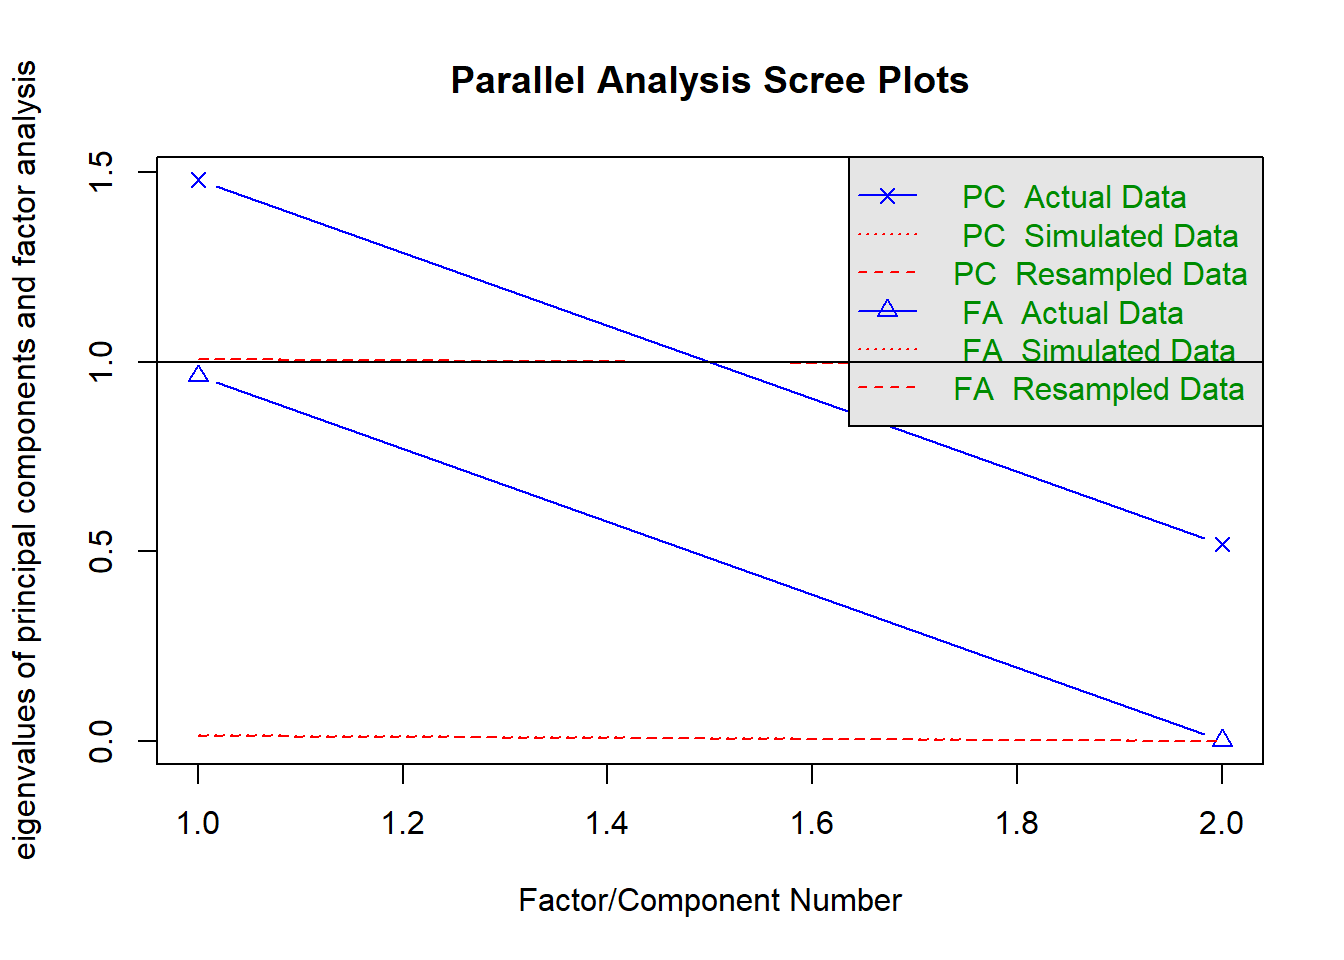 Parallel Analysis Scree Plots
eigenvalues of principal components and factor analysis
1.5
1.0
0.5
0.0
PC Actual Data
PC Simulated Data
PC Resampled Data
FA Actual Data
FA Simulated Data
FA Resampled Data
1.0 1.2 1.4 1.6 1.8 2.0
Factor/Component Number